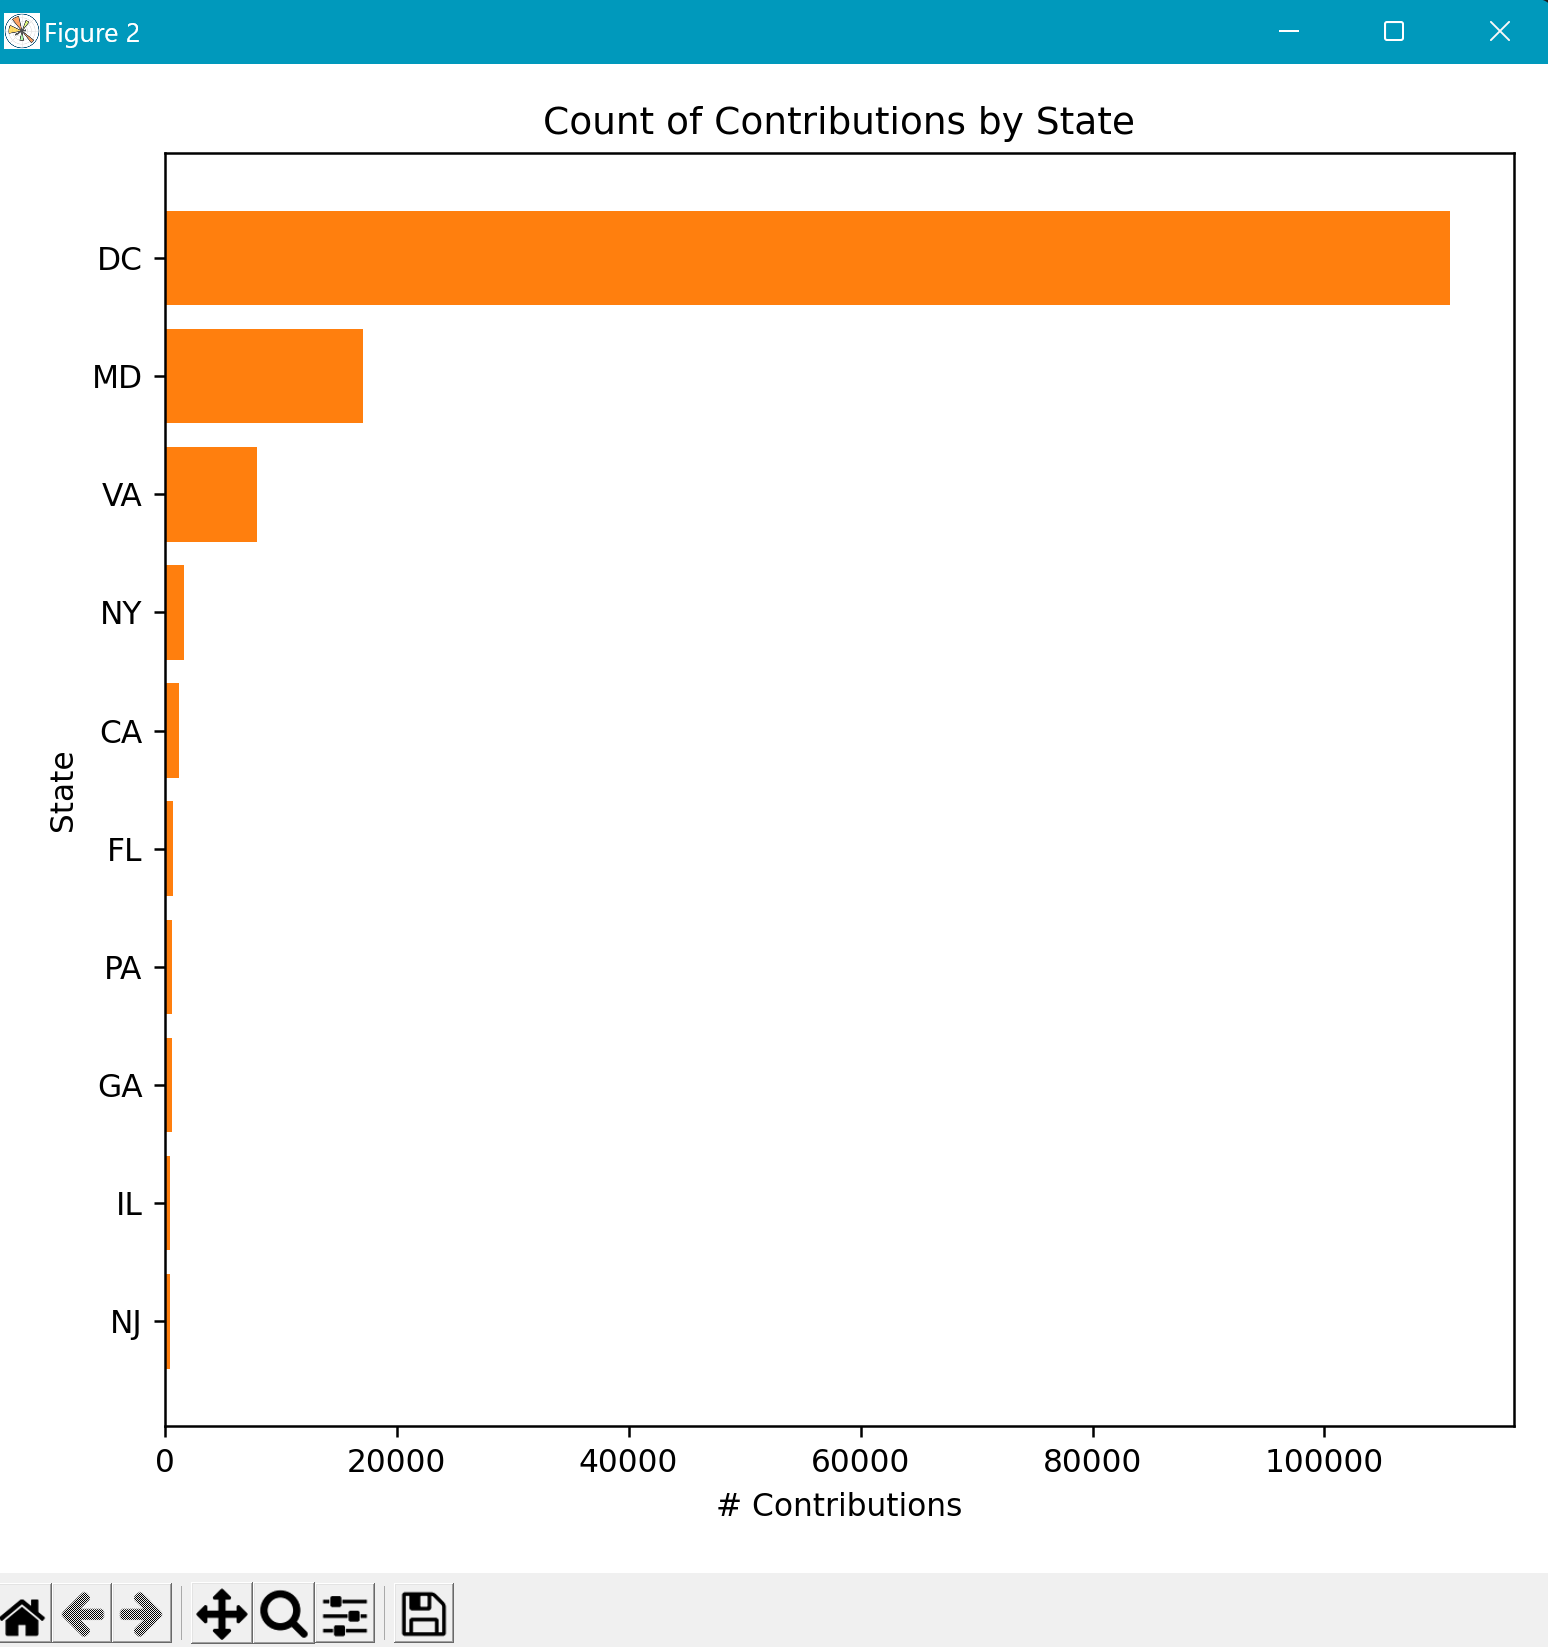 Figure 2
Count of Contributions by State
DC
MD
VA
NY
CA
FL
PA
GA
IL
NJ
State
0 20000 40000 60000 80000 100000
# Contributions